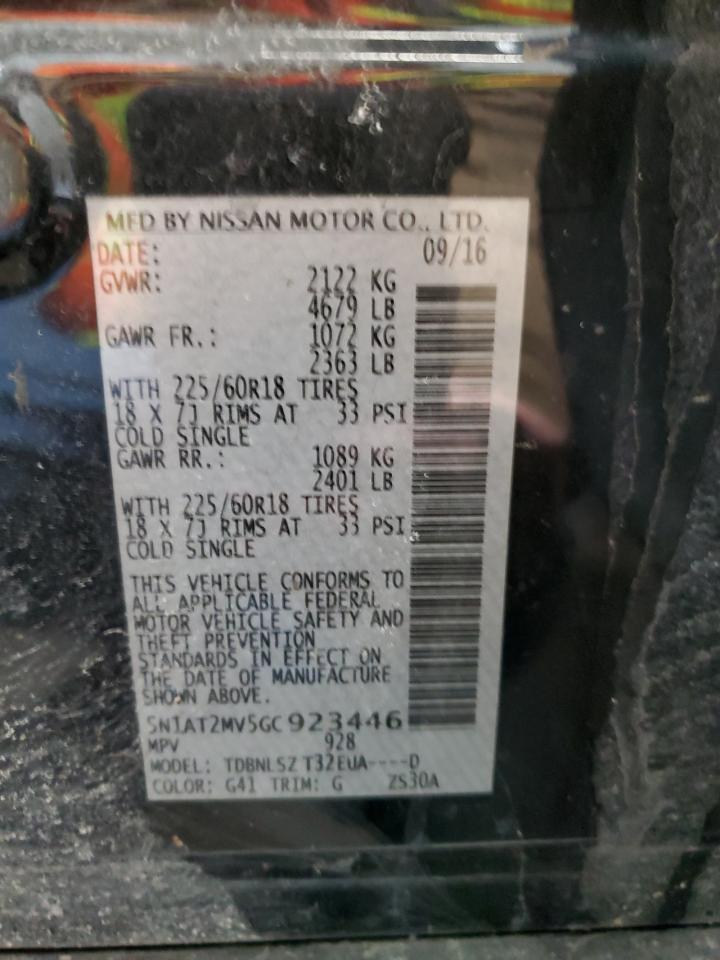 MFD BY NISSAN MOTOR CO., LTD.
DATE: 09/16
GVWR: 2122 KG
4679 LB
GAWR FR.: 1072 KG
2363 LB
WITH 225/60R18 TIRES
18 X 7J RIMS AT 33 PSI
COLD SINGLE
GAWR RR.: 1089 KG
2401 LB
WITH 225/60R18 TIRES
18 X 7J RIMS AT 33 PSI
COLD SINGLE
THIS VEHICLE CONFORMS TO
ALL APPLICABLE FEDERAL
MOTOR VEHICLE SAFETY AND
THEFT PREVENTION
STANDARDS IN EFFECT ON
THE DATE OF MANUFACTURE
SHOWN ABOVE.
5N1AT2MV5GC923446
MPV 928
MODEL: TDBNLSZ T32EUA----D
COLOR: G41 TRIM: G ZS30A